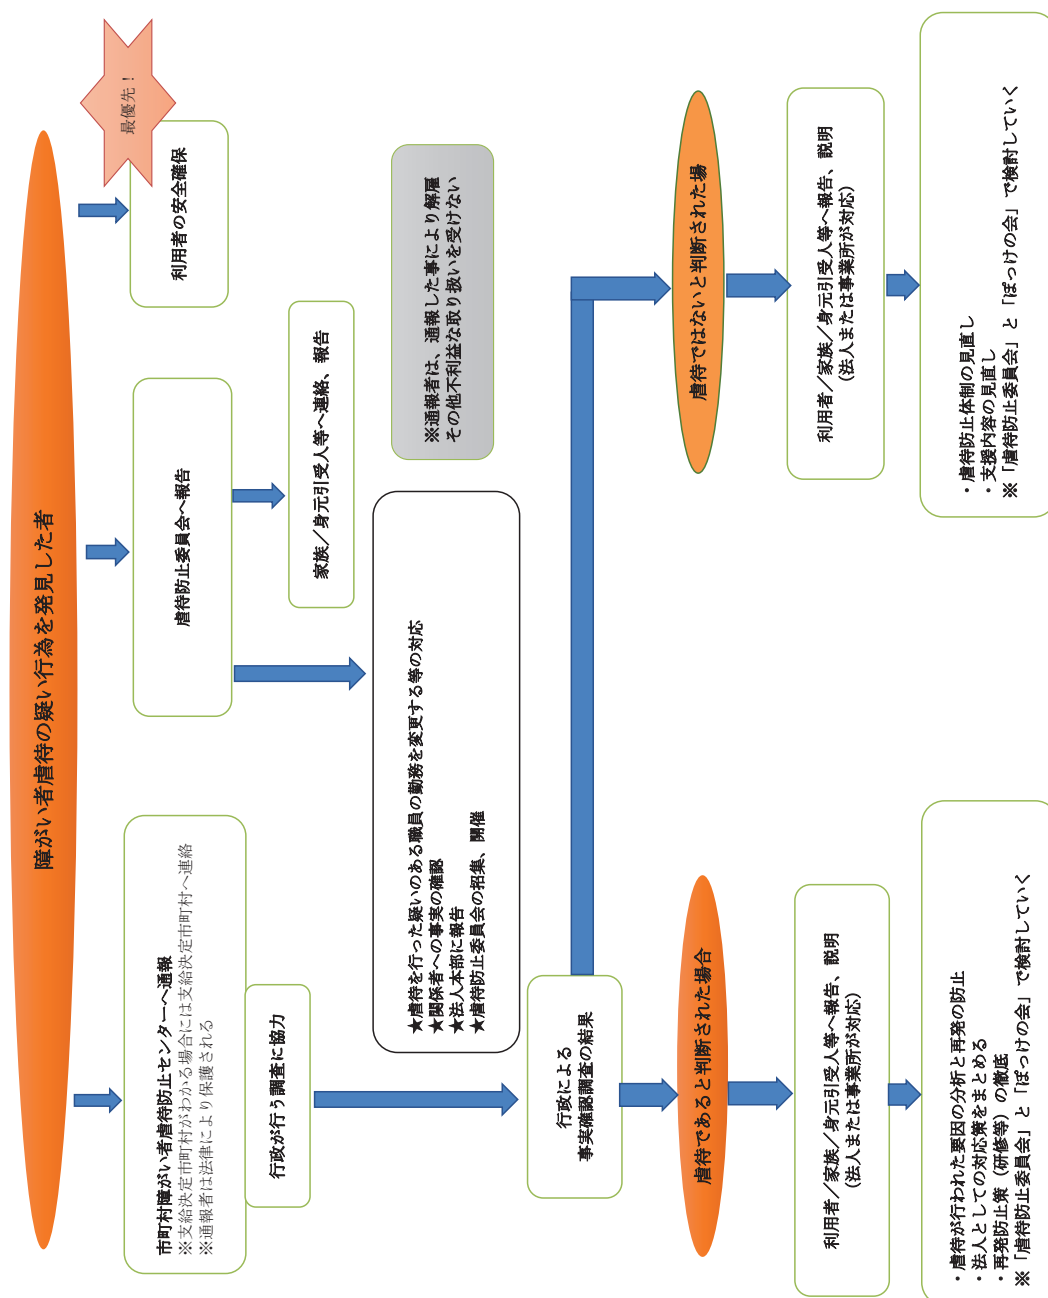 障がい者虐待の疑い行為を発見した者
最優先！
利用者の安全確保
虐待防止委員会へ報告
家族／身元引受人等へ連絡、報告
市町村障がい者虐待防止センターへ通報
※支給決定市町村がわかる場合には支給決定市町村へ連絡
※通報者は法律により保護される
行政が行う調査に協力
※通報者は、通報した事により解雇
その他不利益な取り扱いを受けない
★虐待を行った疑いのある職員の勤務を変更する等の対応
★関係者への事実の確認
★法人本部に報告
★虐待防止委員会の招集、開催
行政による
事実確認調査の結果
虐待であると判断された場合
虐待ではないと判断された場
利用者／家族／身元引受人等へ報告、説明
（法人または事業所が対応）
利用者／家族／身元引受人等へ報告、説明
（法人または事業所が対応）
・虐待が行われた要因の分析と再発の防止
・法人としての対応策をまとめる
・再発防止策（研修等）の徹底
※「虐待防止委員会」と「ぽっけの会」で検討していく
・虐待防止体制の見直し
・支援内容の見直し
※「虐待防止委員会」と「ぽっけの会」で検討していく